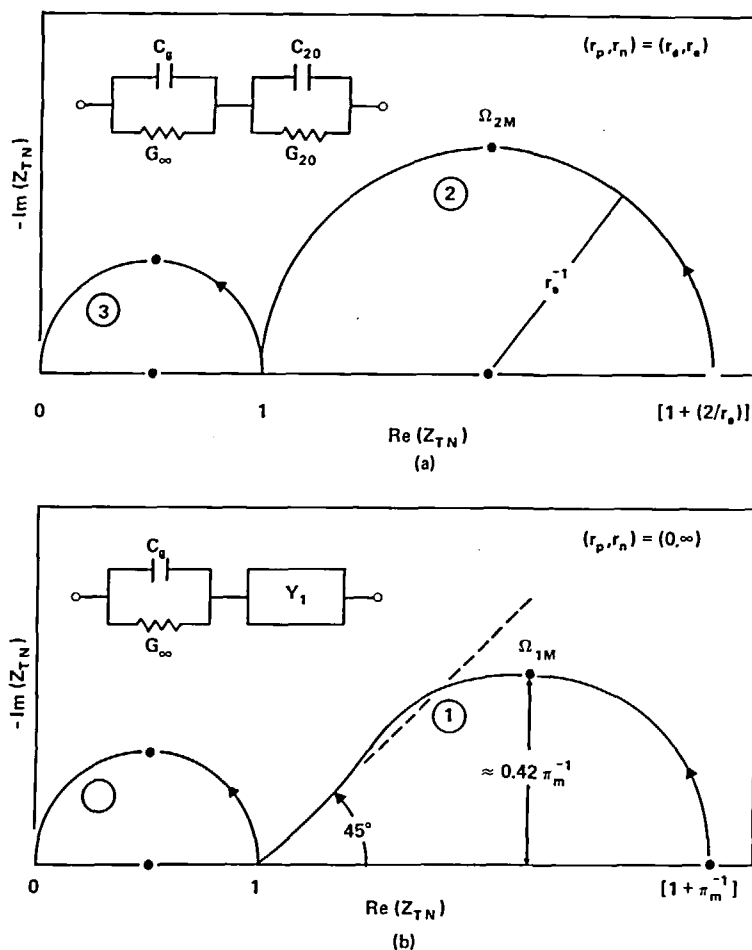 C_g
C_20
G_∞
G_20
(r_p, r_n) = (r_e, r_e)
Ω_2M
2
3
r_e^-1
-Im (Z_TN)
0
1
[1 + (2/r_e)]
Re (Z_TN)
(a)
C_g
G_∞
Y_1
(r_p, r_n) = (0, ∞)
Ω_1M
1
≈ 0.42 π_m^-1
45°
-Im (Z_TN)
0
1
[1 + π_m^-1]
Re (Z_TN)
(b)